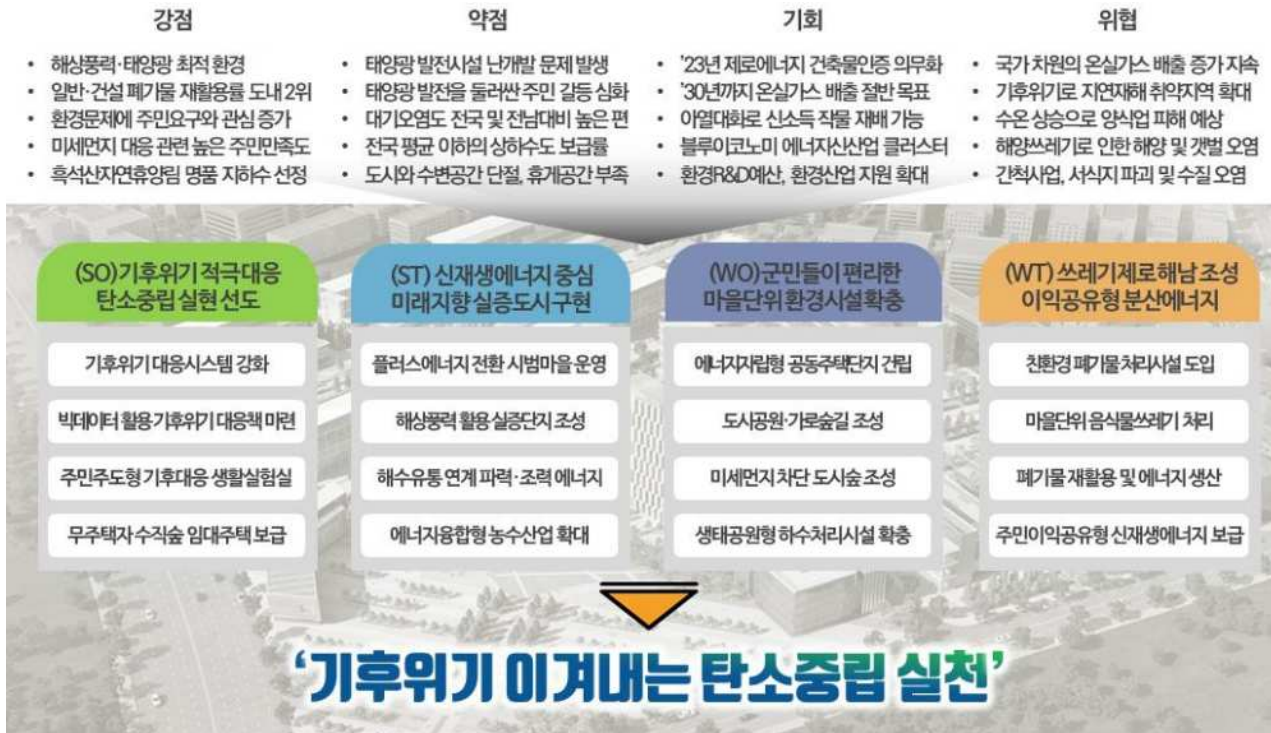 강점
• 해상풍력·태양광 최적 환경
• 일반·건설 폐기물 재활용률 도내 2위
• 환경문제에 주민요구와 관심 증가
• 미세먼지 대응 관련 높은 주민만족도
• 흑석산자연휴양림 명품 지하수 선정
약점
• 태양광 발전시설 난개발 문제 발생
• 태양광 발전을 둘러싼 주민 갈등 심화
• 대기오염도 전국 및 전남대비 높은 편
• 전국 평균 이하의 상하수도 보급률
• 도시와 수변공간 단절, 휴게공간 부족
기회
• '23년 제로에너지 건축물인증 의무화
• '30년까지 온실가스 배출 절반 목표
• 아열대화로 신소득 작물 재배 가능
• 블루이코노미 에너지신산업 클러스터
• 환경R&D예산, 환경산업 지원 확대
위협
• 국가 차원의 온실가스 배출 증가 지속
• 기후위기로 지연재해 취약지역 확대
• 수온 상승으로 양식업 피해 예상
• 해양쓰레기로 인한 해양 및 갯벌 오염
• 간척사업, 서식지 파괴 및 수질 오염
(SO) 기후위기 적극대응
탄소중립 실현 선도
기후위기 대응시스템 강화
빅데이터 활용 기후위기 대응책 마련
주민주도형 기후대응 생활실험실
무주택자 수직숲 임대주택 보급
(ST) 신재생에너지 중심
미래지향 실증도시 구현
플러스에너지 전환 시범마을 운영
해상풍력 활용 실증단지 조성
해수유통 연계 파력·조력 에너지
에너지융합형 농수산업 확대
(WO) 군민들이 편리한
마을단위 환경시설확충
에너지자립형 공동주택단지 건립
도시공원·가로숲길 조성
미세먼지 차단 도시숲 조성
생태공원형 하수처리시설 확충
(WT) 쓰레기제로 해남 조성
이익공유형 분산에너지
친환경 폐기물 처리시설 도입
마을단위 음식물쓰레기 처리
폐기물 재활용 및 에너지 생산
주민이익공유형 신재생에너지 보급
'기후위기 이겨내는 탄소중립 실천'